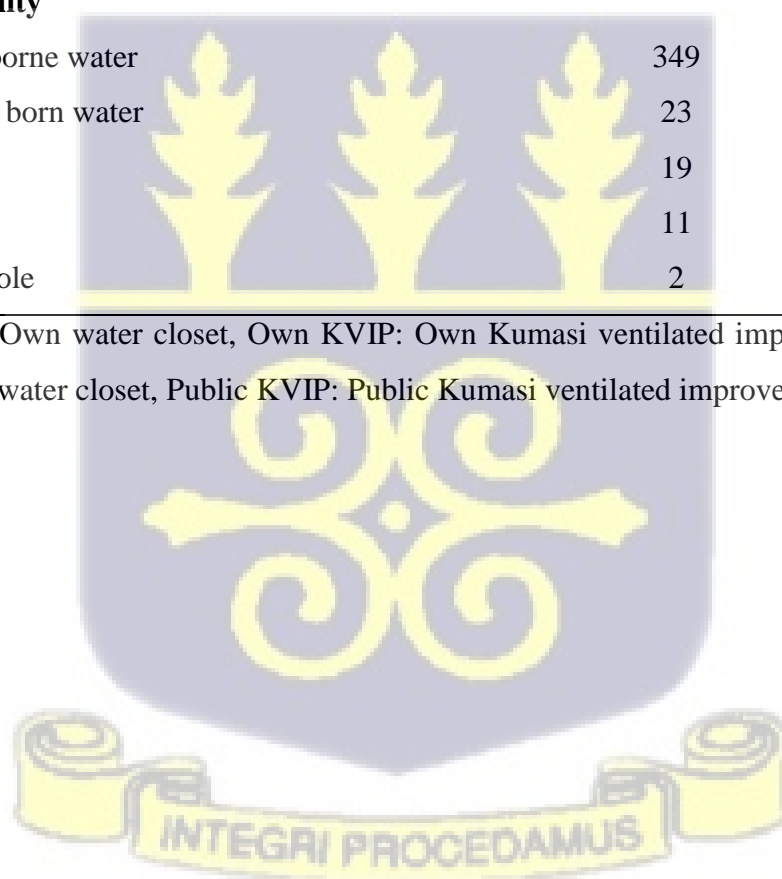 nity
orne water 349
born water 23
19
11
ole 2
Own water closet, Own KVIP: Own Kumasi ventilated imp
water closet, Public KVIP: Public Kumasi ventilated improve
INTEGRI PROCEDAMUS